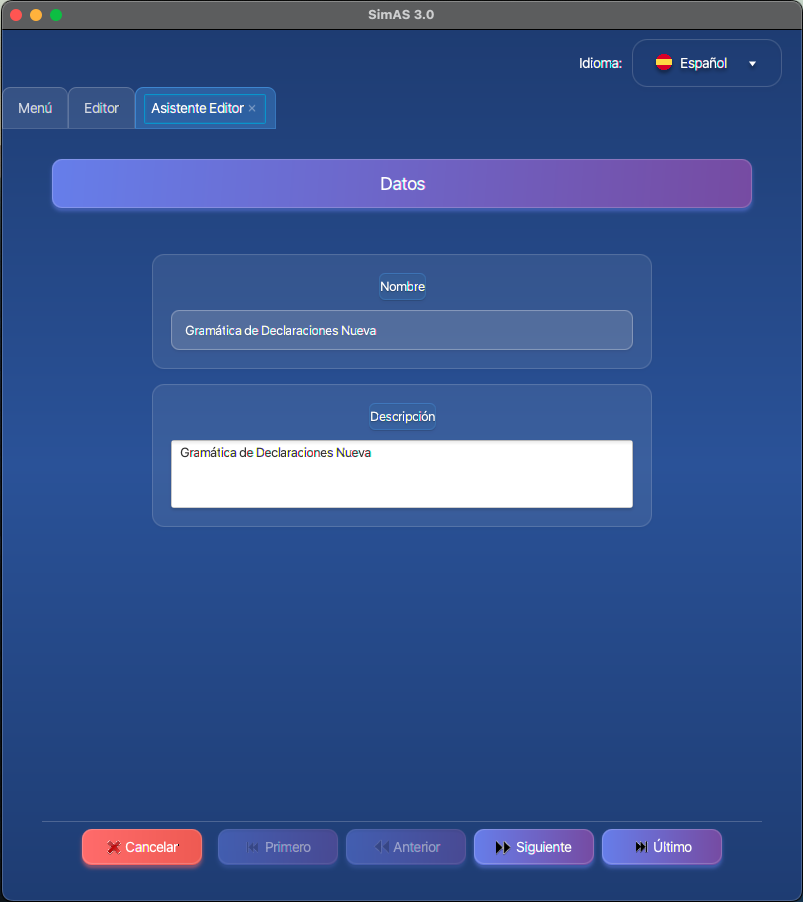 SimAS 3.0
Idioma: Español
Menú Editor Asistente Editor ×
Datos
Nombre
Gramática de Declaraciones Nueva
Descripción
Gramática de Declaraciones Nueva
Cancelar Primero Anterior Siguiente Último